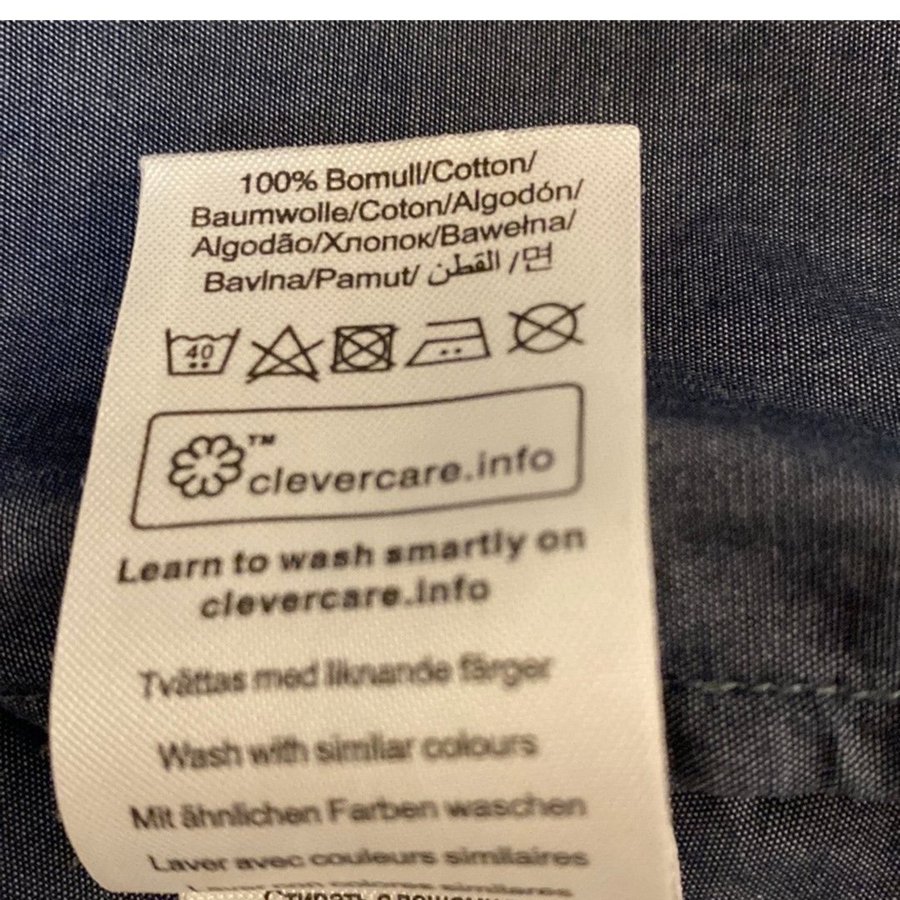 100% Bomull/Cotton/
Baumwolle/Coton/Algodón/
Algodão/Хлопок/Bawełna/
Bavlna/Pamut/ القطن /면
40
™
clevercare.info
Learn to wash smartly on
clevercare.info
Tvättas med liknande färger
Wash with similar colours
Mit ähnlichen Farben waschen
Laver avec couleurs similaires